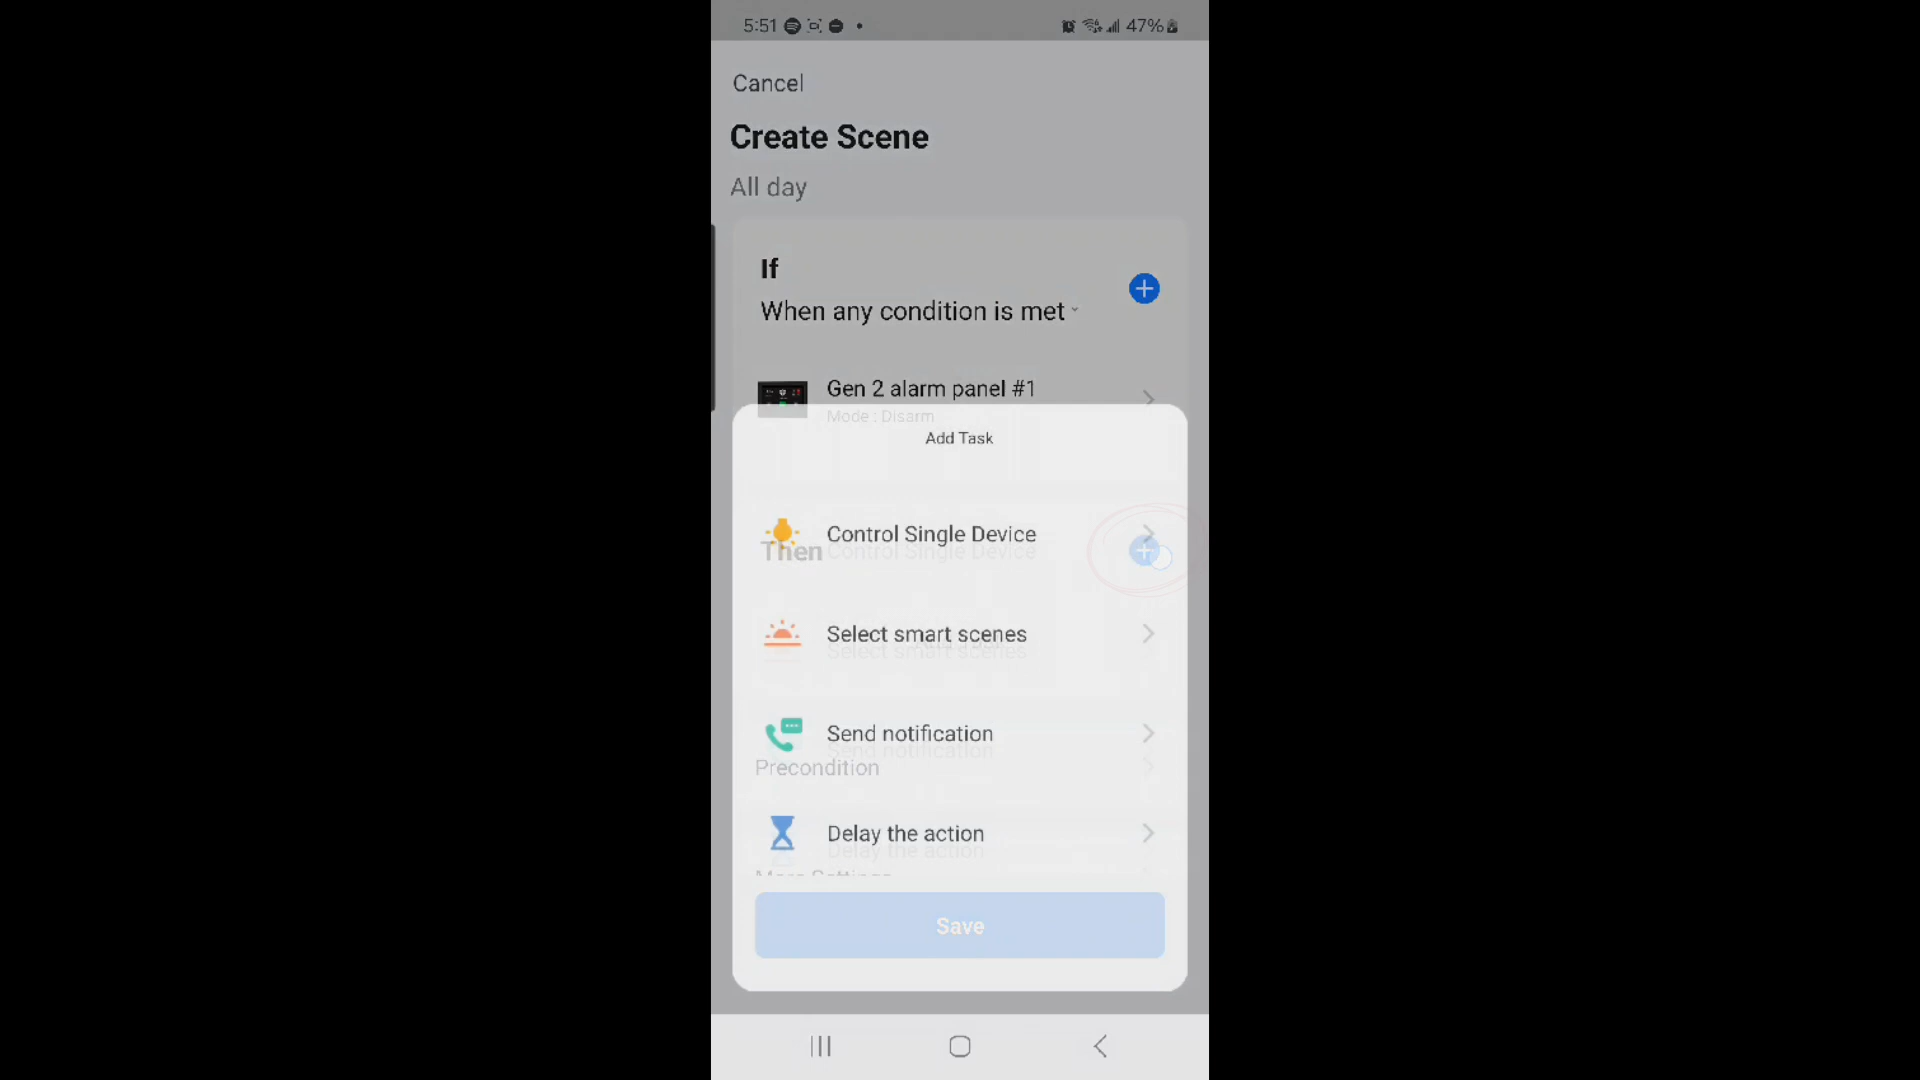 5:51
47%
Cancel
Create Scene
All day
If
When any condition is met
Gen 2 alarm panel #1
Mode : Disarm
Add Task
Control Single Device
Then
Control Single Device
Select smart scenes
Select smart scenes
Send notification
Send notification
Precondition
Delay the action
Delay the action
More Settings
Save